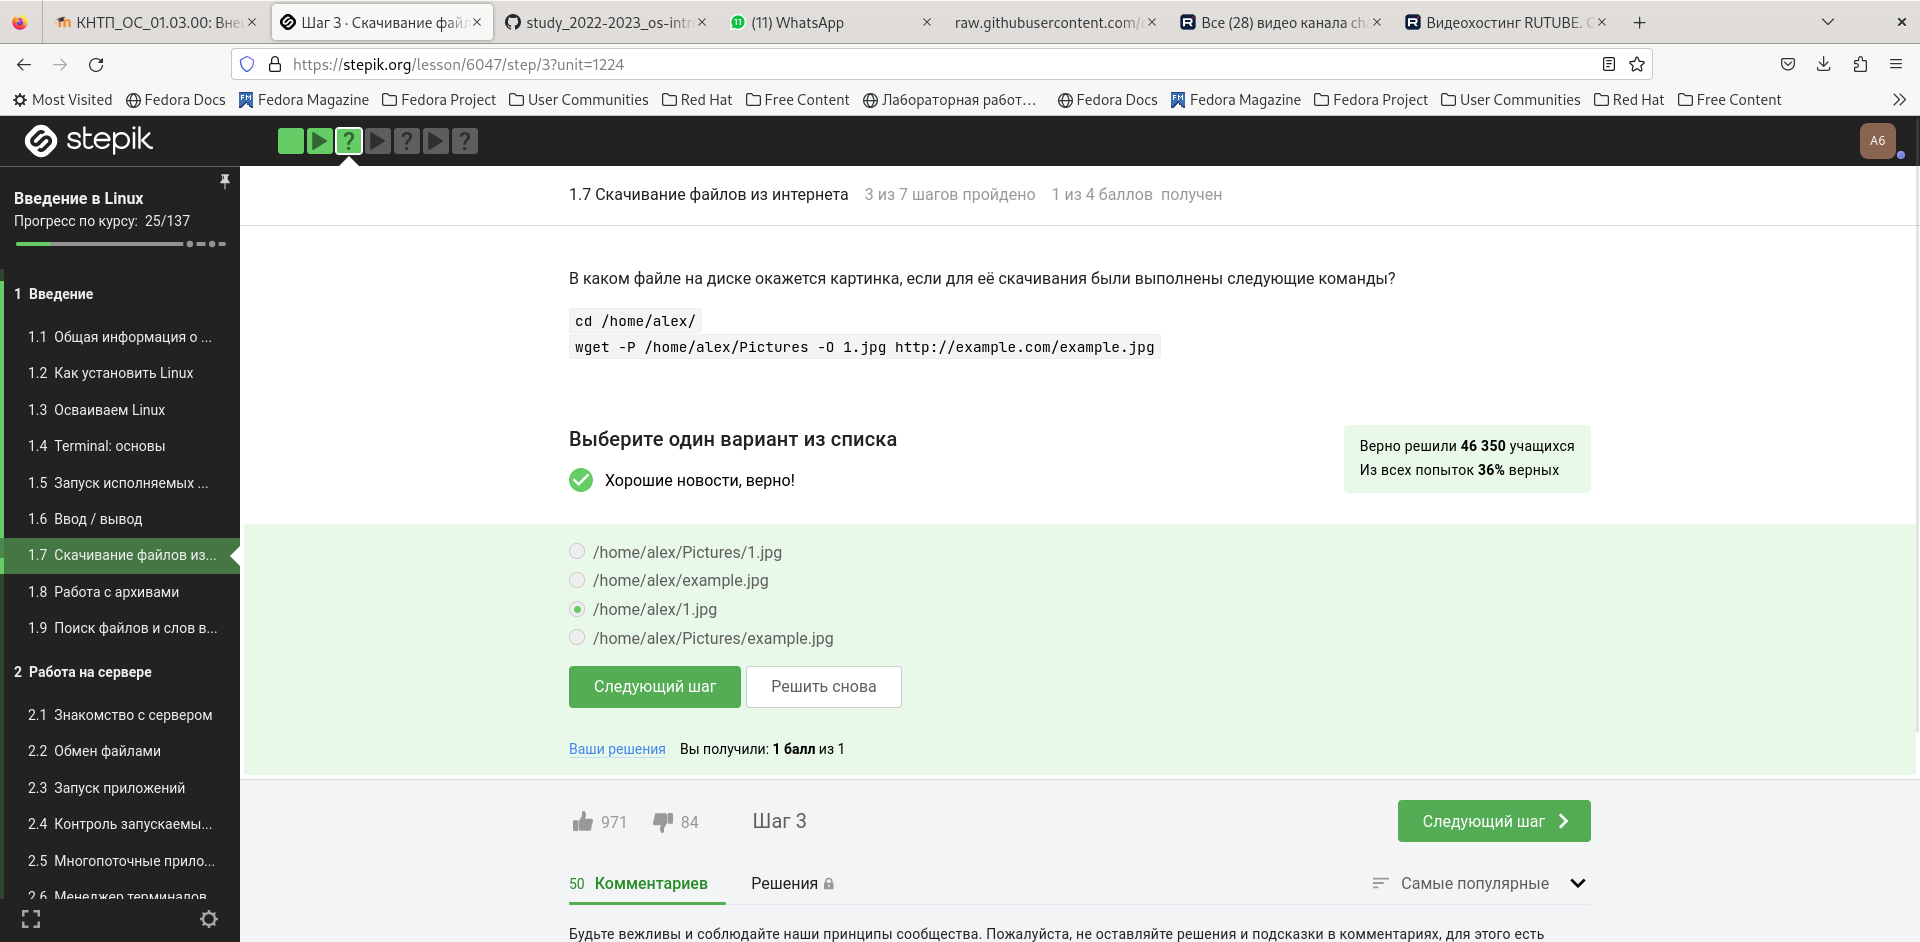 КНТП_ОС_01.03.00: Вне
Шаг 3 · Скачивание фай
study_2022-2023_os-intr
(11) WhatsApp
raw.githubusercontent.com/
Все (28) видео канала ch
Видеохостинг RUTUBE. С
https://stepik.org/lesson/6047/step/3?unit=1224
Most Visited Fedora Docs Fedora Magazine Fedora Project User Communities Red Hat Free Content Лабораторная работ… Fedora Docs Fedora Magazine Fedora Project User Communities Red Hat Free Content
stepik
A6
Введение в Linux
Прогресс по курсу: 25/137
1 Введение
1.1 Общая информация о ...
1.2 Как установить Linux
1.3 Осваиваем Linux
1.4 Terminal: основы
1.5 Запуск исполняемых ...
1.6 Ввод / вывод
1.7 Скачивание файлов из...
1.8 Работа с архивами
1.9 Поиск файлов и слов в...
2 Работа на сервере
2.1 Знакомство с сервером
2.2 Обмен файлами
2.3 Запуск приложений
2.4 Контроль запускаемы...
2.5 Многопоточные прило...
2.6 Менеджер терминалов
1.7 Скачивание файлов из интернета 3 из 7 шагов пройдено 1 из 4 баллов получен
В каком файле на диске окажется картинка, если для её скачивания были выполнены следующие команды?
cd /home/alex/
wget -P /home/alex/Pictures -O 1.jpg http://example.com/example.jpg
Выберите один вариант из списка
Хорошие новости, верно!
Верно решили 46 350 учащихся
Из всех попыток 36% верных
/home/alex/Pictures/1.jpg
/home/alex/example.jpg
/home/alex/1.jpg
/home/alex/Pictures/example.jpg
Следующий шаг
Решить снова
Ваши решения Вы получили: 1 балл из 1
971 84 Шаг 3
Следующий шаг
50 Комментариев
Решения
Самые популярные
Будьте вежливы и соблюдайте наши принципы сообщества. Пожалуйста, не оставляйте решения и подсказки в комментариях, для этого есть